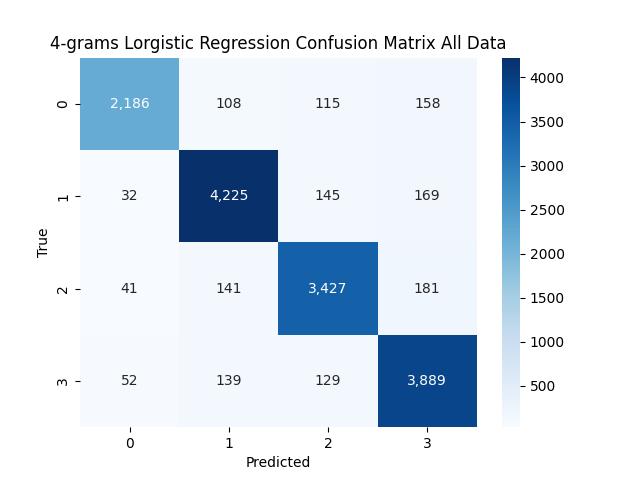 4-grams Lorgistic Regression Confusion Matrix All Data
0 2,186 108 115 158
1 32 4,225 145 169
2 41 141 3,427 181
3 52 139 129 3,889
0 1 2 3
True
Predicted
4000
3500
3000
2500
2000
1500
1000
500